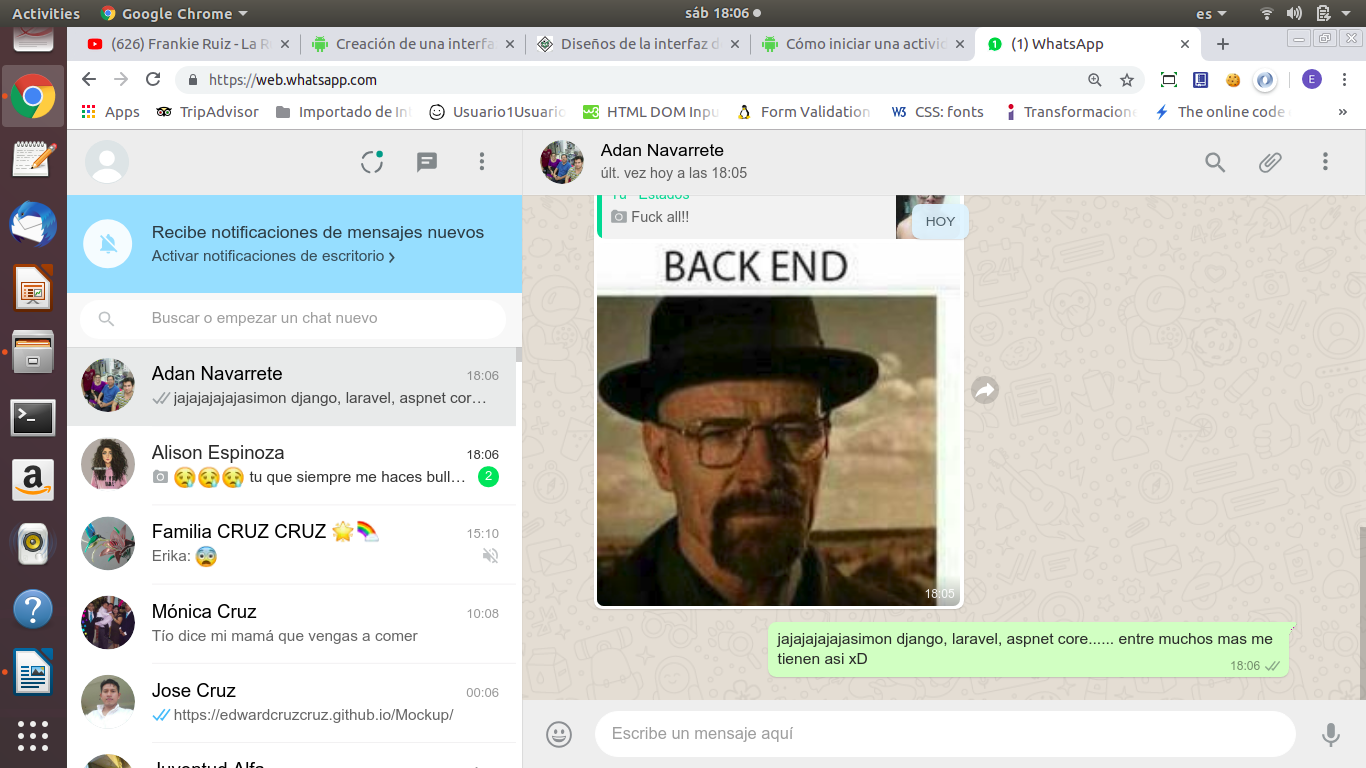 Activities
Google Chrome
sáb 18:06
es
(626) Frankie Ruiz - La R
Creación de una interfa
Diseños de la interfaz d
Cómo iniciar una activid
(1) WhatsApp
https://web.whatsapp.com
E
Apps
TripAdvisor
Importado de In
Usuario1Usuario
HTML DOM Inpu
Form Validation
CSS: fonts
Transformacione
The online code
»
Adan Navarrete
últ. vez hoy a las 18:05
Recibe notificaciones de mensajes nuevos
Activar notificaciones de escritorio
Buscar o empezar un chat nuevo
Adan Navarrete
18:06
jajajajajajasimon django, laravel, aspnet cor…
Alison Espinoza
18:06
😢😢😢 tu que siempre me haces bull…
2
Familia CRUZ CRUZ 🌟🌈
15:10
Erika: 😨
Mónica Cruz
10:08
Tío dice mi mamá que vengas a comer
Jose Cruz
00:06
https://edwardcruzcruz.github.io/Mockup/
Juventud Alfa
Tú · Estados
Fuck all!!
HOY
BACK END
18:05
jajajajajajasimon django, laravel, aspnet core...... entre muchos mas me
tienen asi xD
18:06
Escribe un mensaje aquí